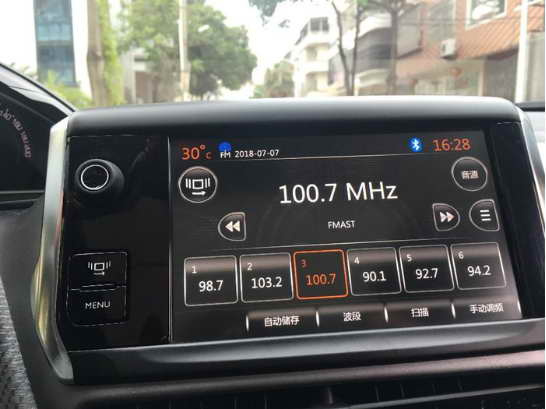 30°c FM 2018-07-07 16:28
音源
100.7 MHz
FMAST
1 2 3 4 5 6
98.7 103.2 100.7 90.1 92.7 94.2
MENU
自动储存 波段 扫描 手动调频